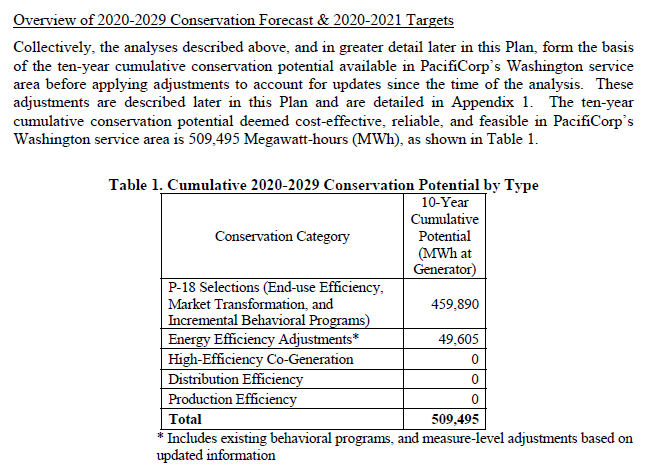 Overview of 2020-2029 Conservation Forecast & 2020-2021 Targets
Collectively, the analyses described above, and in greater detail later in this Plan, form the basis
of the ten-year cumulative conservation potential available in PacifiCorp's Washington service
area before applying adjustments to account for updates since the time of the analysis. These
adjustments are described later in this Plan and are detailed in Appendix 1. The ten-year
cumulative conservation potential deemed cost-effective, reliable, and feasible in PacifiCorp's
Washington service area is 509,495 Megawatt-hours (MWh), as shown in Table 1.
Table 1. Cumulative 2020-2029 Conservation Potential by Type
Conservation Category
10-Year
Cumulative
Potential
(MWh at
Generator)
P-18 Selections (End-use Efficiency,
Market Transformation, and
Incremental Behavioral Programs)
459,890
Energy Efficiency Adjustments* 49,605
High-Efficiency Co-Generation 0
Distribution Efficiency 0
Production Efficiency 0
Total 509,495
* Includes existing behavioral programs, and measure-level adjustments based on
updated information